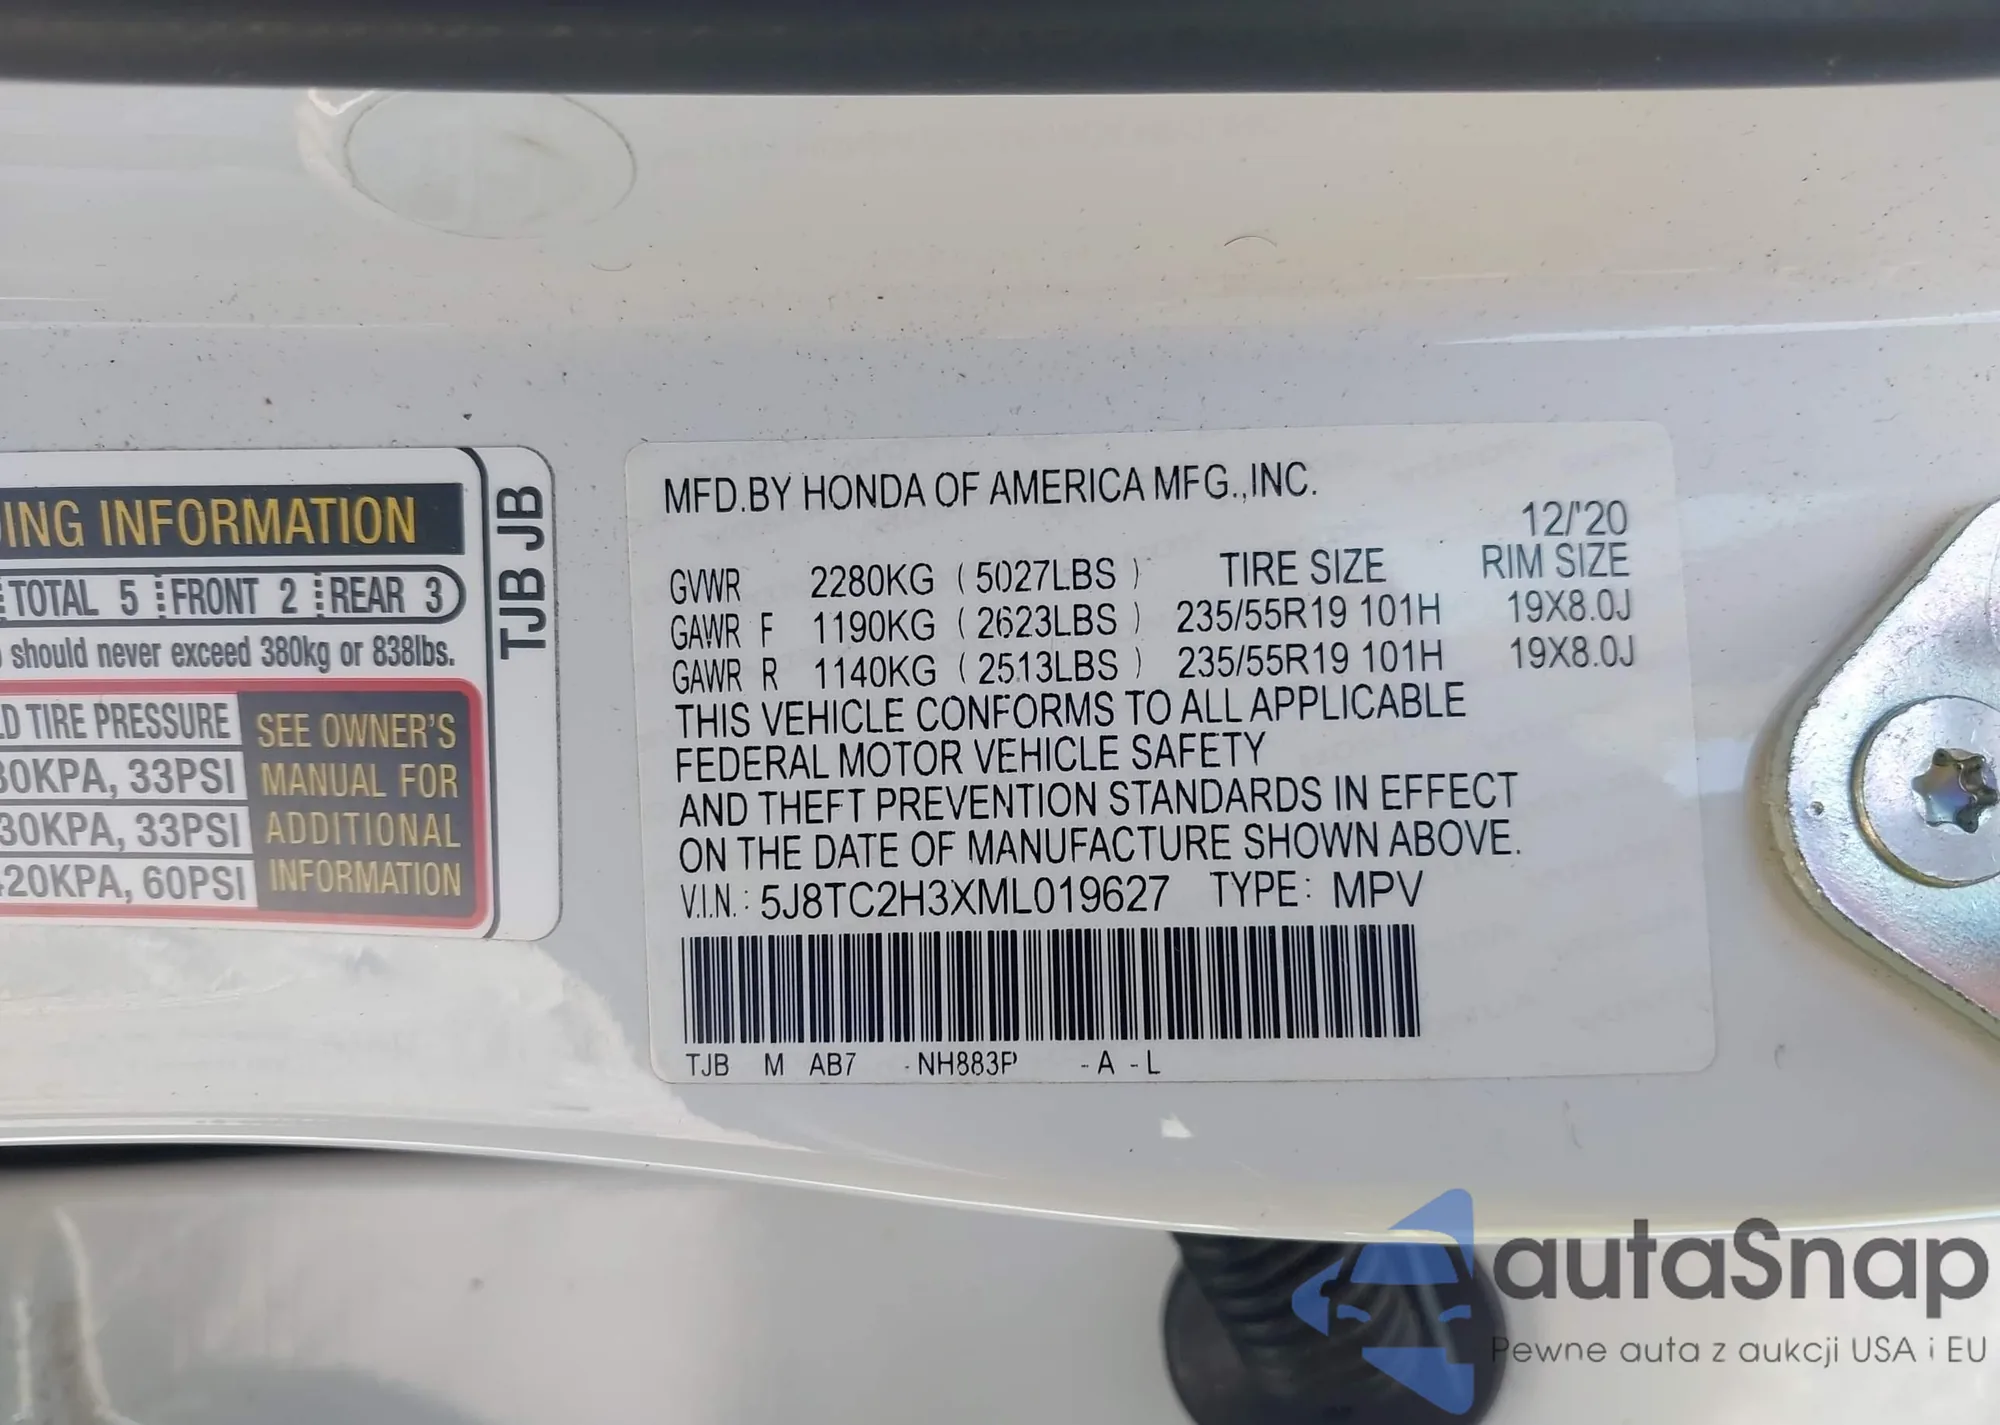 ING INFORMATION
TOTAL 5 FRONT 2 REAR 3
should never exceed 380kg or 838lbs.
D TIRE PRESSURE
30KPA, 33PSI
30KPA, 33PSI
420KPA, 60PSI
SEE OWNER'S
MANUAL FOR
ADDITIONAL
INFORMATION
TJB JB
MFD.BY HONDA OF AMERICA MFG.,INC.
12/'20
GVWR 2280KG (5027LBS) TIRE SIZE RIM SIZE
GAWR F 1190KG (2623LBS) 235/55R19 101H 19X8.0J
GAWR R 1140KG (2513LBS) 235/55R19 101H 19X8.0J
THIS VEHICLE CONFORMS TO ALL APPLICABLE
FEDERAL MOTOR VEHICLE SAFETY
AND THEFT PREVENTION STANDARDS IN EFFECT
ON THE DATE OF MANUFACTURE SHOWN ABOVE.
V.I.N.: 5J8TC2H3XML019627 TYPE: MPV
TJB M AB7 -NH883P -A -L
autaSnap
Pewne auta z aukcji USA i EU